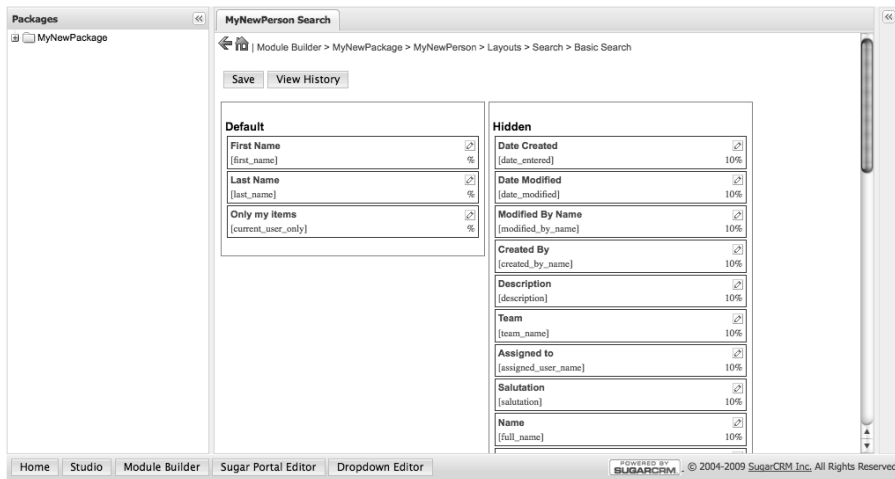 Packages
MyNewPackage
MyNewPerson Search
| Module Builder > MyNewPackage > MyNewPerson > Layouts > Search > Basic Search
Save View History
Default
First Name
[first_name] %
Last Name
[last_name] %
Only my items
[current_user_only] %
Hidden
Date Created
[date_entered] 10%
Date Modified
[date_modified] 10%
Modified By Name
[modified_by_name] 10%
Created By
[created_by_name] 10%
Description
[description] 10%
Team
[team_name] 10%
Assigned to
[assigned_user_name] 10%
Salutation
[salutation] 10%
Name
[full_name] 10%
Home Studio Module Builder Sugar Portal Editor Dropdown Editor
POWERED BY
SUGARCRM. © 2004-2009 SugarCRM Inc. All Rights Reserved